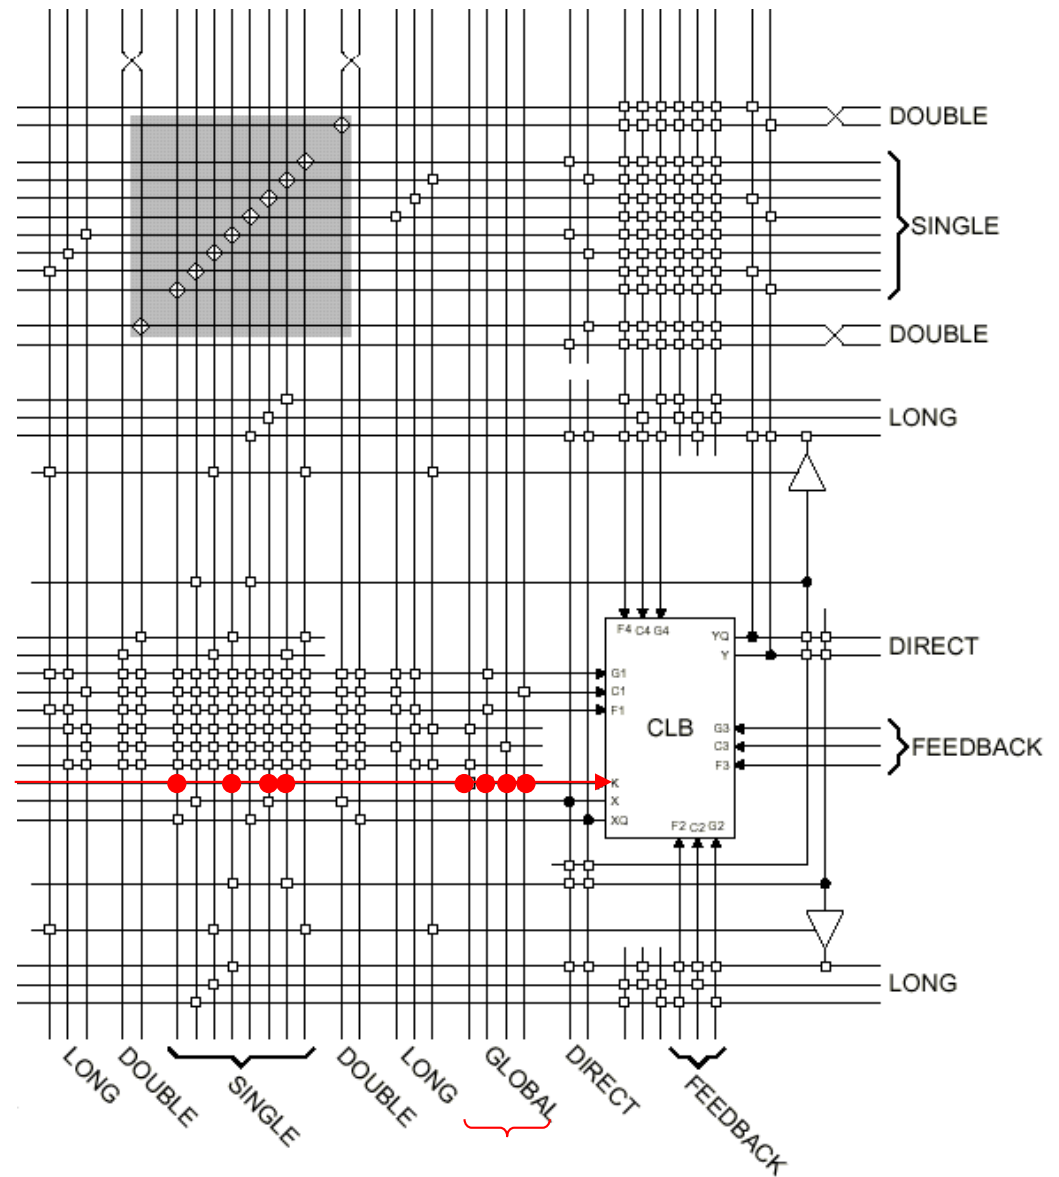 DOUBLE
SINGLE
DOUBLE
LONG
F4 C4 G4
YQ
DIRECT
Y
G1
C1
F1
CLB
G3
C3
F3
FEEDBACK
K
X
XQ
F2 C2 G2
LONG
LONG
DOUBLE
SINGLE
DOUBLE
LONG
GLOBAL
DIRECT
FEEDBACK